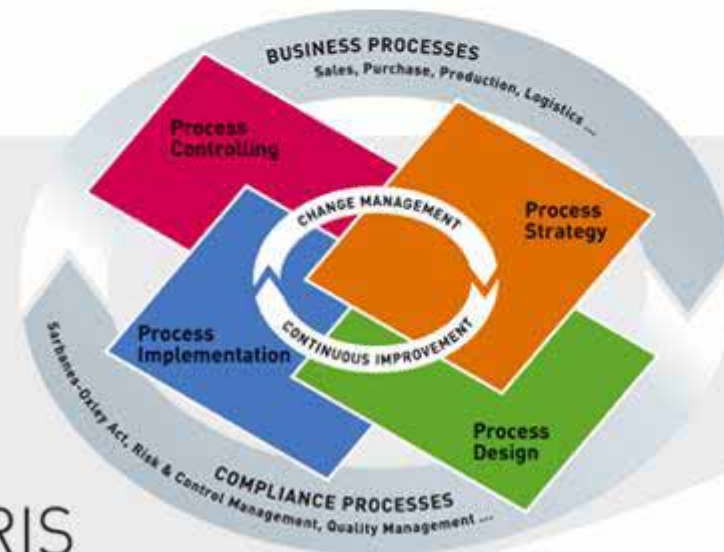 BUSINESS PROCESSES
Sales, Purchase, Production, Logistics ...
Process
Controlling
CHANGE MANAGEMENT
Process
Strategy
Process
Implementation
CONTINUOUS IMPROVEMENT
Process
Design
COMPLIANCE PROCESSES
Sarbanes-Oxley Act, Risk & Control Management, Quality Management ...
RIS